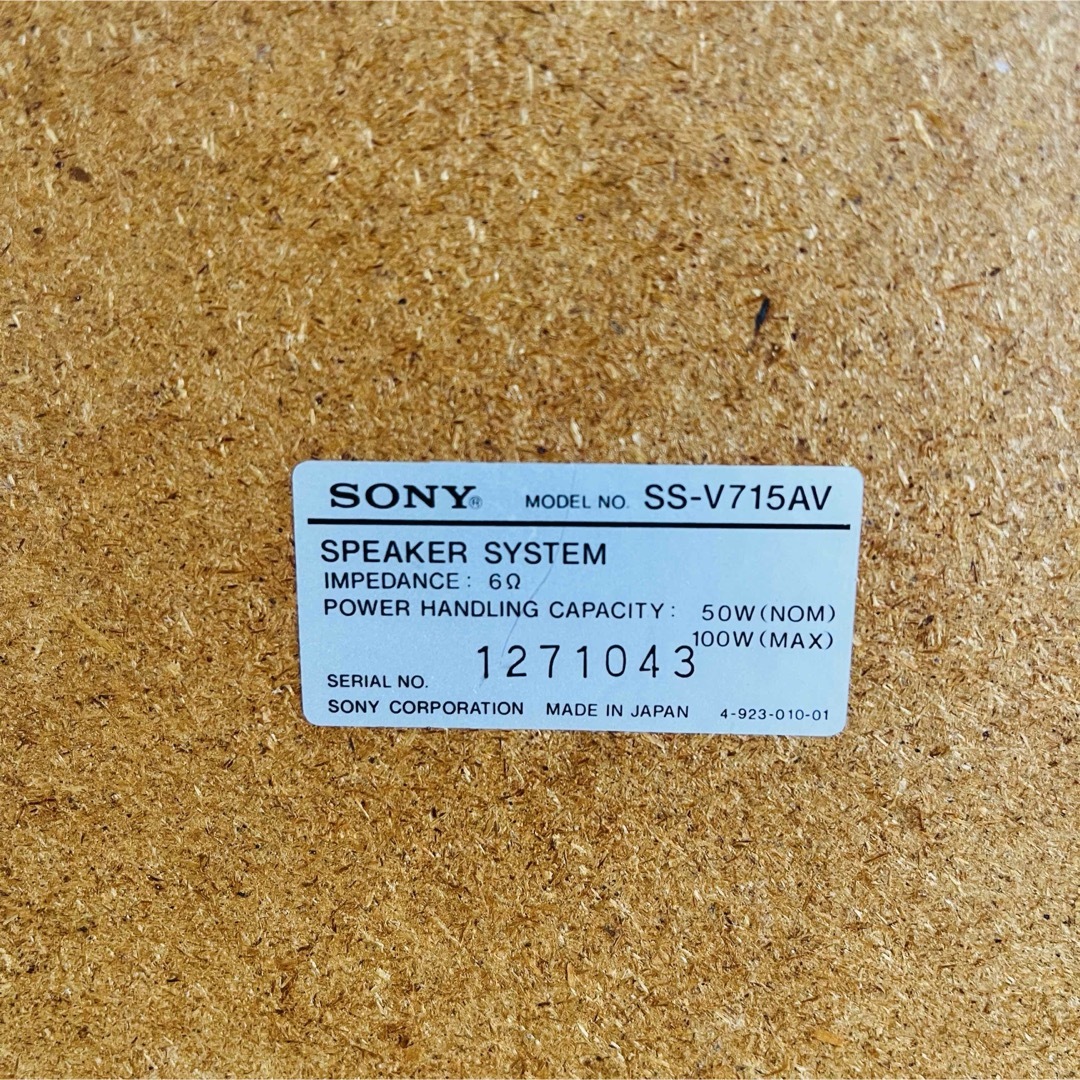 SONY® MODEL NO. SS-V715AV
SPEAKER SYSTEM
IMPEDANCE: 6Ω
POWER HANDLING CAPACITY: 50W(NOM)
100W(MAX)
SERIAL NO. 1271043
SONY CORPORATION MADE IN JAPAN 4-923-010-01